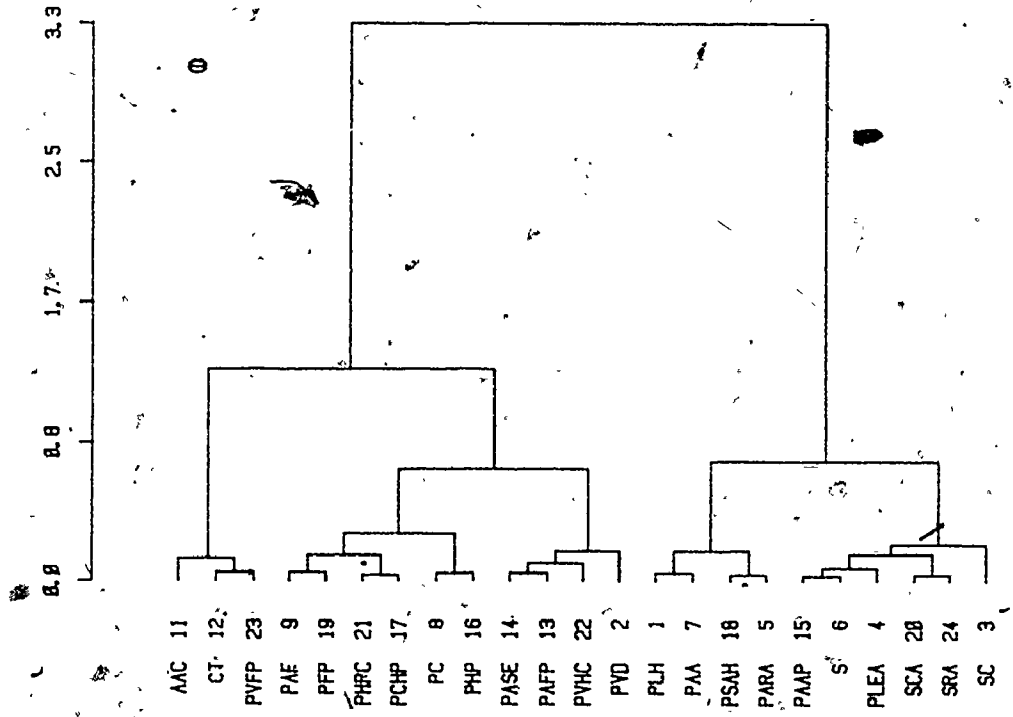 3.3
2.5
1.7
0.8
0.0
AAC 11
CT 12
PVFP 23
PAE 9
PFP 19
PHRC 21
PCHP 17
PC 8
PHP 16
PASE 14
PAFP 13
PVHC 22
PVD 2
PLH 1
PAA 7
PSAH 18
PARA 5
PAAP 15
S 6
PLEA 4
SCA 20
SRA 24
SC 3